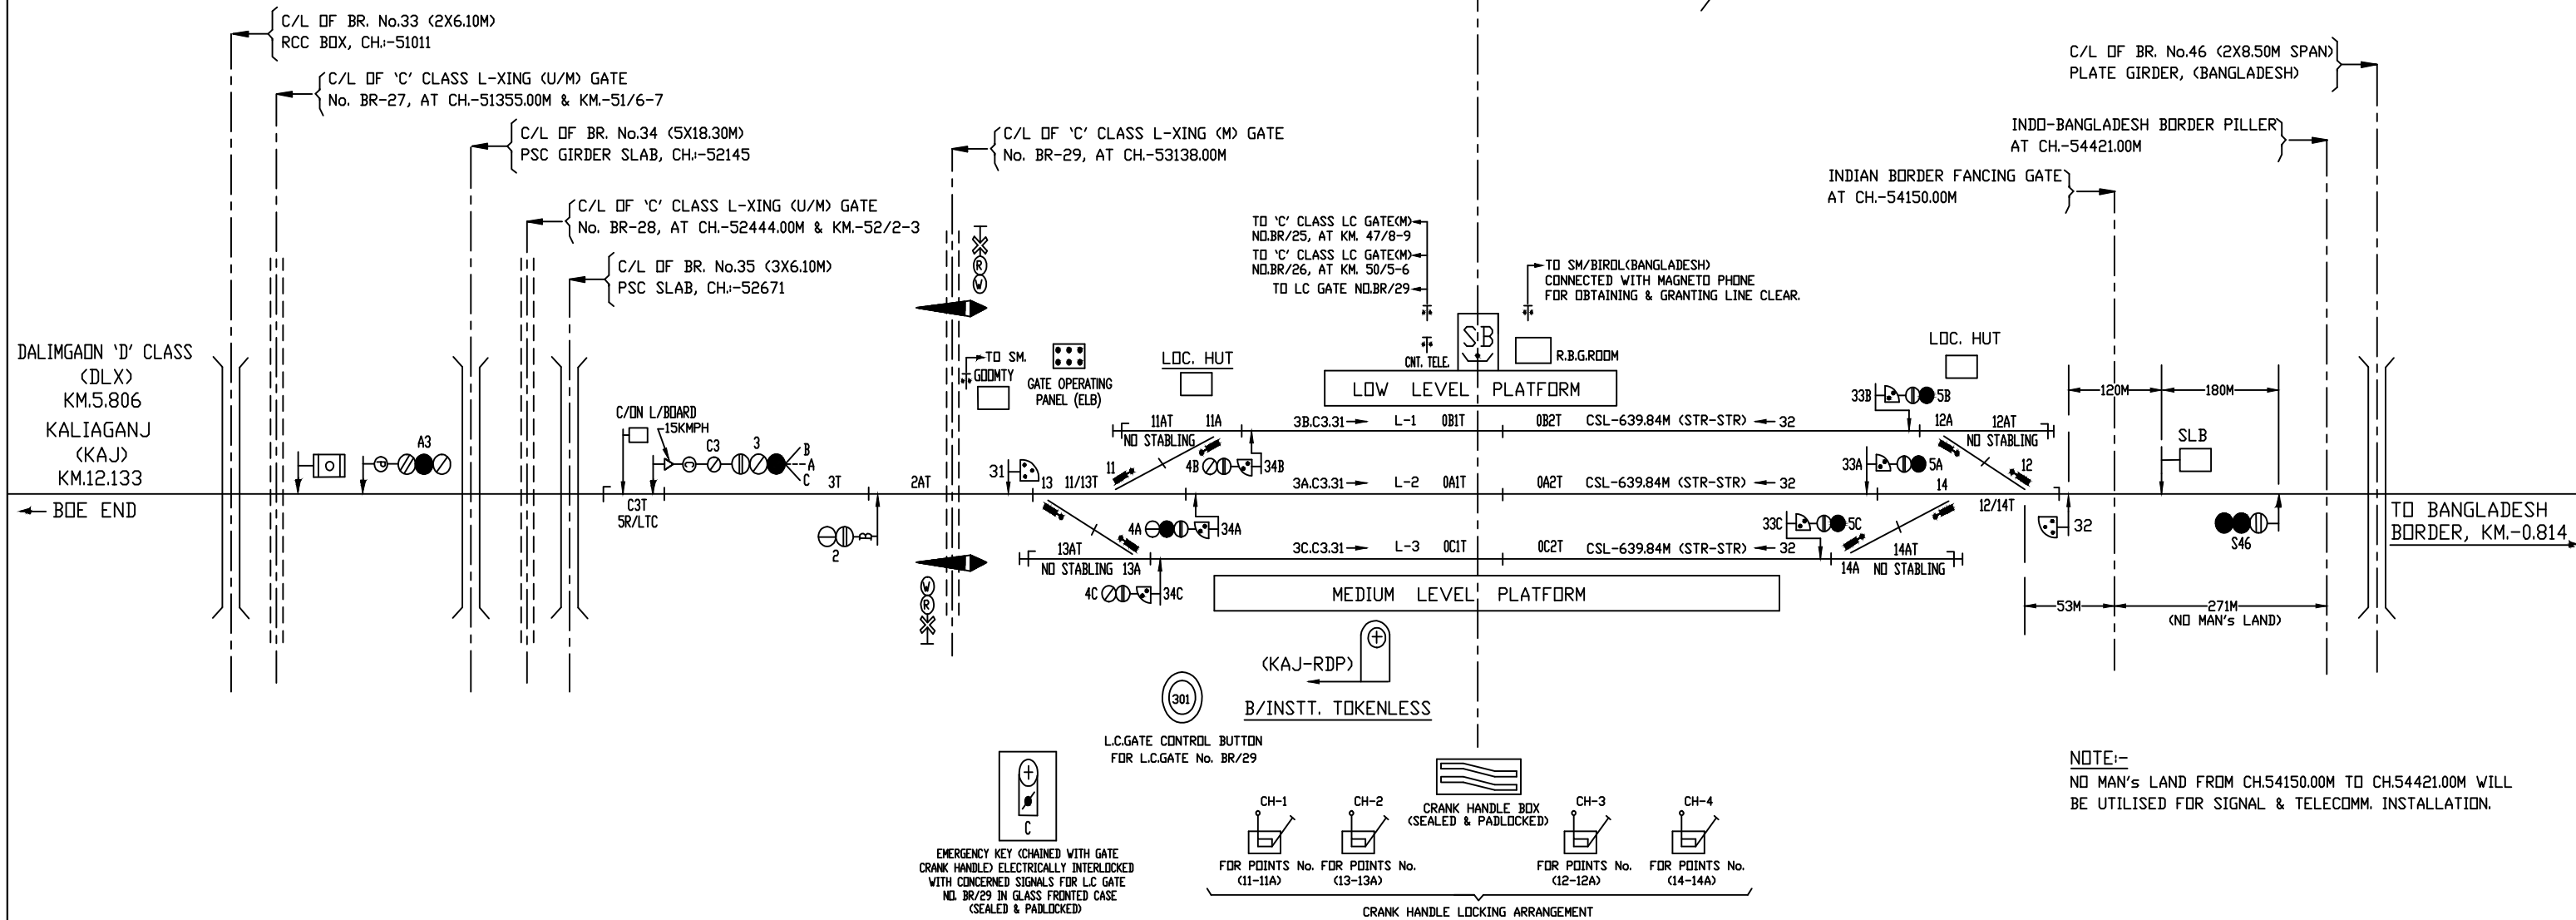 C/L OF BR. No.33 (2X6.10M)
RCC BOX, CH.:-51011
C/L OF 'C' CLASS L-XING (U/M) GATE
No. BR-27, AT CH.-51355.00M & KM.-51/6-7
C/L OF BR. No.34 (5X18.30M)
PSC GIRDER SLAB, CH.:-52145
C/L OF 'C' CLASS L-XING (U/M) GATE
No. BR-28, AT CH.-52444.00M & KM.-52/2-3
C/L OF BR. No.35 (3X6.10M)
PSC SLAB, CH.:-52671
C/L OF 'C' CLASS L-XING (M) GATE
No. BR-29, AT CH.-53138.00M
C/L OF BR. No.46 (2X8.50M SPAN)
PLATE GIRDER, (BANGLADESH)
INDO-BANGLADESH BORDER PILLER
AT CH.-54421.00M
INDIAN BORDER FANCING GATE
AT CH.-54150.00M
TO 'C' CLASS LC GATE(M)
NO.BR/25, AT KM. 47/8-9
TO 'C' CLASS LC GATE(M)
NO.BR/26, AT KM. 50/5-6
TO LC GATE NO.BR/29
TO SM/BIROL(BANGLADESH)
CONNECTED WITH MAGNETO PHONE
FOR OBTAINING & GRANTING LINE CLEAR.
SB
CNT. TELE.
R.B.G.ROOM
LOC. HUT
LOC. HUT
R
W
TO SM.
GOOMTY
GATE OPERATING
PANEL (ELB)
DALIMGAON 'D' CLASS
(DLX)
KM.5.806
KALIAGANJ
(KAJ)
KM.12.133
BOE END
LOW LEVEL PLATFORM
C/ON L/BOARD
15KMPH
P
A3
C
C3
3
B
A
C
C3T
5R/LTC
3T
2AT
2
B
31
13
11/13T
11
11AT
11A
NO STABLING
3B.C3.31
L-1
0B1T
0B2T
CSL-639.84M (STR-STR)
32
33B
5B
12A
12AT
NO STABLING
4B
34B
3A.C3.31
L-2
0A1T
0A2T
CSL-639.84M (STR-STR)
32
33A
5A
14
12
12/14T
4A
34A
13AT
NO STABLING
13A
3C.C3.31
L-3
0C1T
0C2T
CSL-639.84M (STR-STR)
32
33C
5C
14AT
14A
NO STABLING
4C
34C
32
120M
180M
SLB
S46
53M
271M
(NO MAN's LAND)
TO BANGLADESH
BORDER, KM.-0.814
W
R
MEDIUM LEVEL PLATFORM
(KAJ-RDP)
B/INSTT. TOKENLESS
301
L.C.GATE CONTROL BUTTON
FOR L.C.GATE No. BR/29
C
EMERGENCY KEY (CHAINED WITH GATE
CRANK HANDLE) ELECTRICALLY INTERLOCKED
WITH CONCERNED SIGNALS FOR L.C GATE
NO. BR/29 IN GLASS FRONTED CASE
(SEALED & PADLOCKED)
CRANK HANDLE BOX
(SEALED & PADLOCKED)
CH-1
CH-2
CH-3
CH-4
FOR POINTS No.
(11-11A)
FOR POINTS No.
(13-13A)
FOR POINTS No.
(12-12A)
FOR POINTS No.
(14-14A)
CRANK HANDLE LOCKING ARRANGEMENT
NOTE:-
NO MAN's LAND FROM CH.54150.00M TO CH.54421.00M WILL
BE UTILISED FOR SIGNAL & TELECOMM. INSTALLATION.